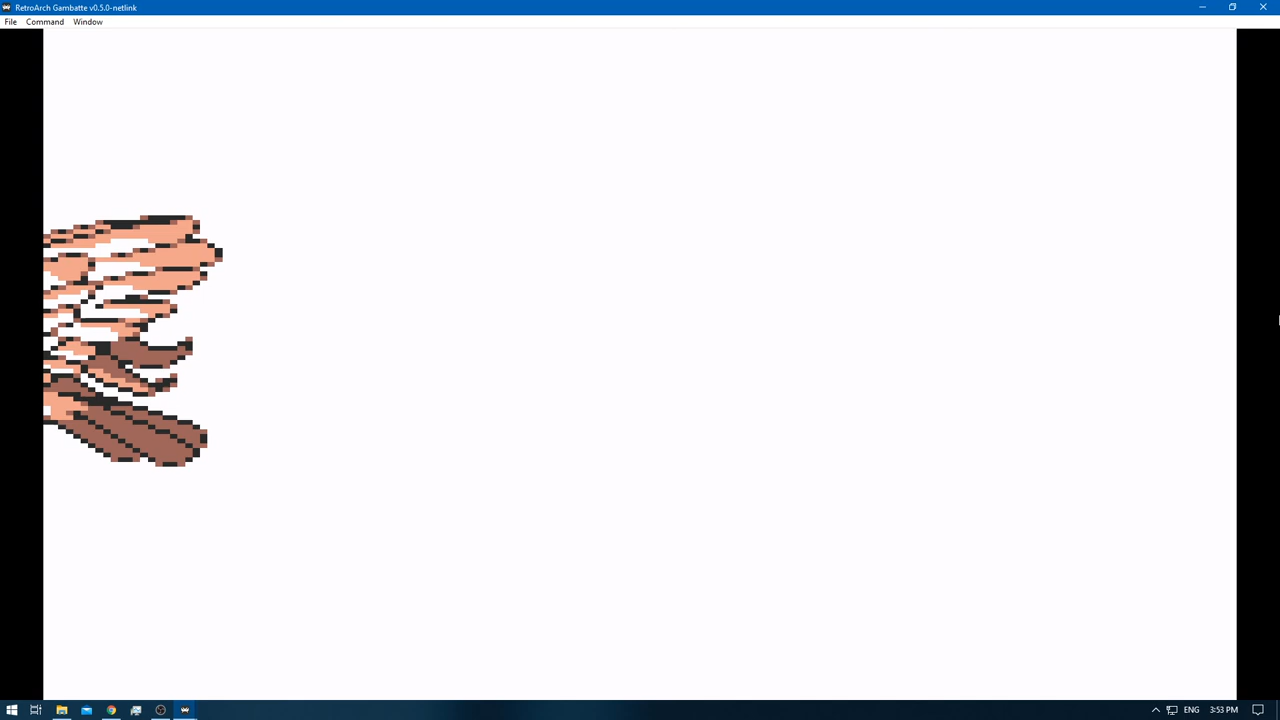 RetroArch Gambatte v0.5.0-netlink
File Command Window
ENG 3:53 PM